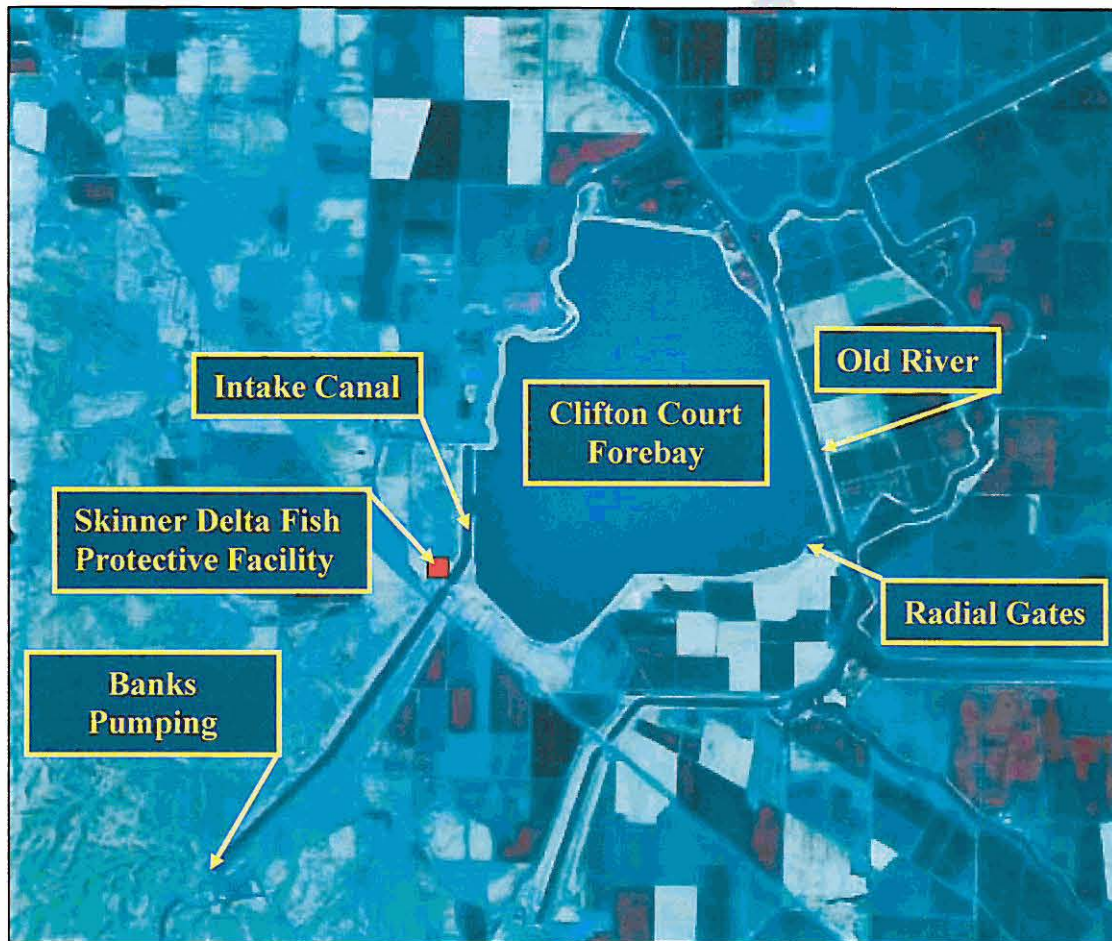 Intake Canal
Clifton Court
Forebay
Old River
Skinner Delta Fish
Protective Facility
Radial Gates
Banks
Pumping